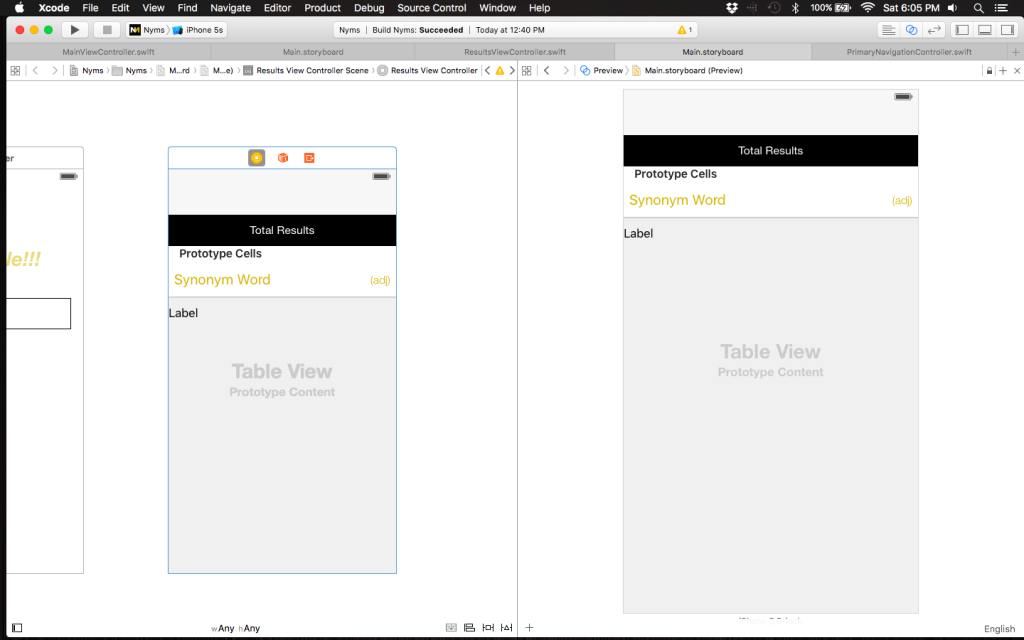 Xcode File Edit View Find Navigate Editor Product Debug Source Control Window Help 100% Sat 6:05 PM
Nyms iPhone 5s Nyms Build Nyms: Succeeded Today at 12:40 PM 1
MainViewController.swift Main.storyboard ResultsViewController.swift Main.storyboard PrimaryNavigationController.swift
Nyms Nyms M...rd M...e) Results View Controller Scene Results View Controller Preview Main.storyboard (Preview)
er
Total Results
Prototype Cells
Synonym Word (adj)
le!!!
Label
Table View
Prototype Content
Total Results
Prototype Cells
Synonym Word (adj)
Label
Table View
Prototype Content
wAny hAny
English